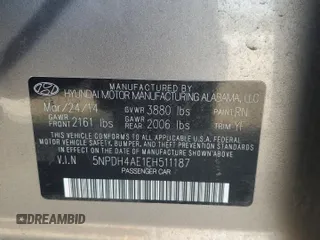 MANUFACTURED BY
HYUNDAI MOTOR MANUFACTURING ALABAMA, LLC
Mar/24/14 GVWR 3880 lbs PAINT: RN
GAWR FRONT 2161 lbs GAWR REAR 2006 lbs TRIM: YF
THIS VEHICLE CONFORMS TO ALL APPLICABLE FEDERAL
MOTOR VEHICLE SAFETY, BUMPER, AND THEFT PREVENTION
STANDARDS IN EFFECT ON THE DATE OF MANUFACTURE
SHOWN ABOVE.
V.I.N 5NPDH4AE1EH511187
PASSENGER CAR
DREAMBID